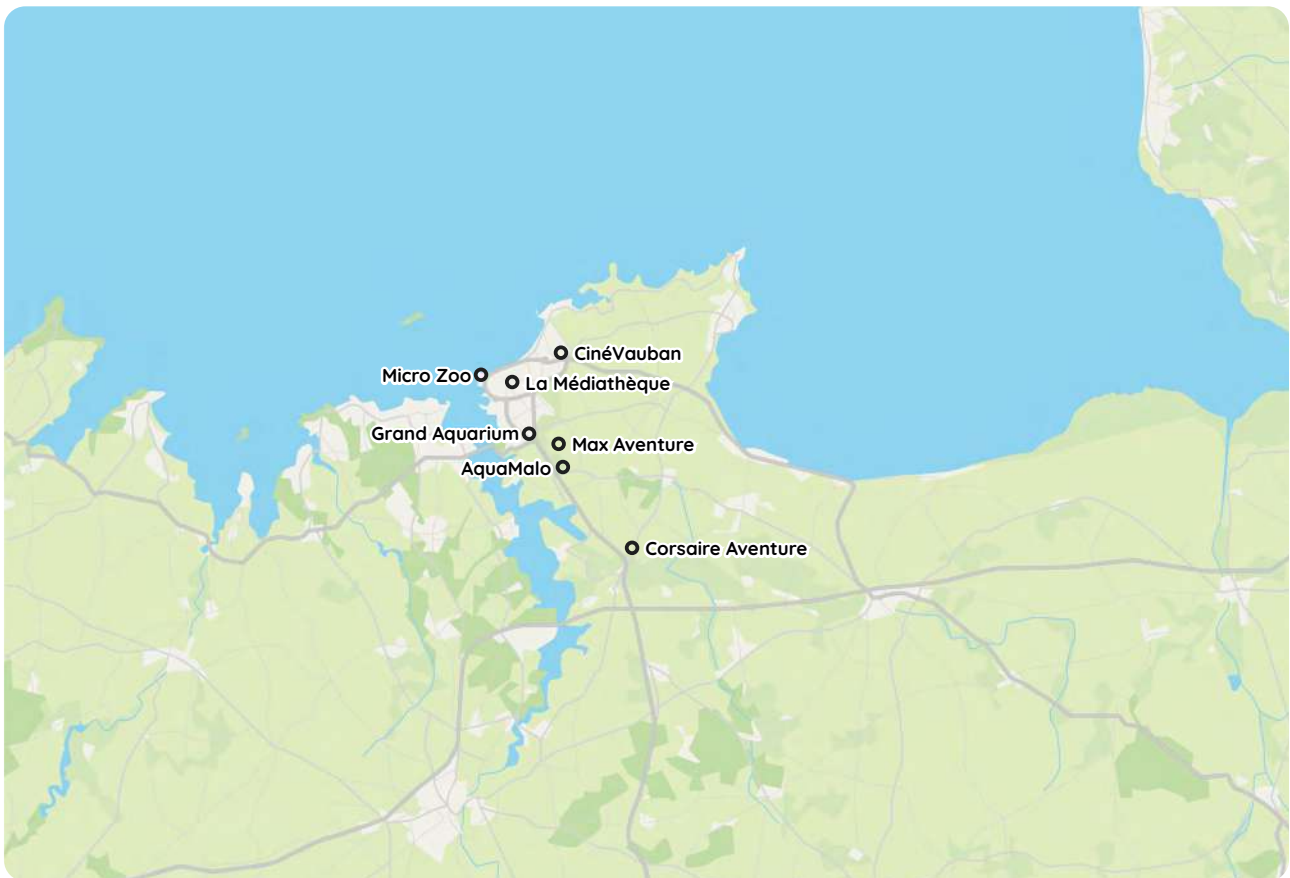 CinéVauban
Micro Zoo
La Médiathèque
Grand Aquarium
Max Aventure
AquaMalo
Corsaire Aventure